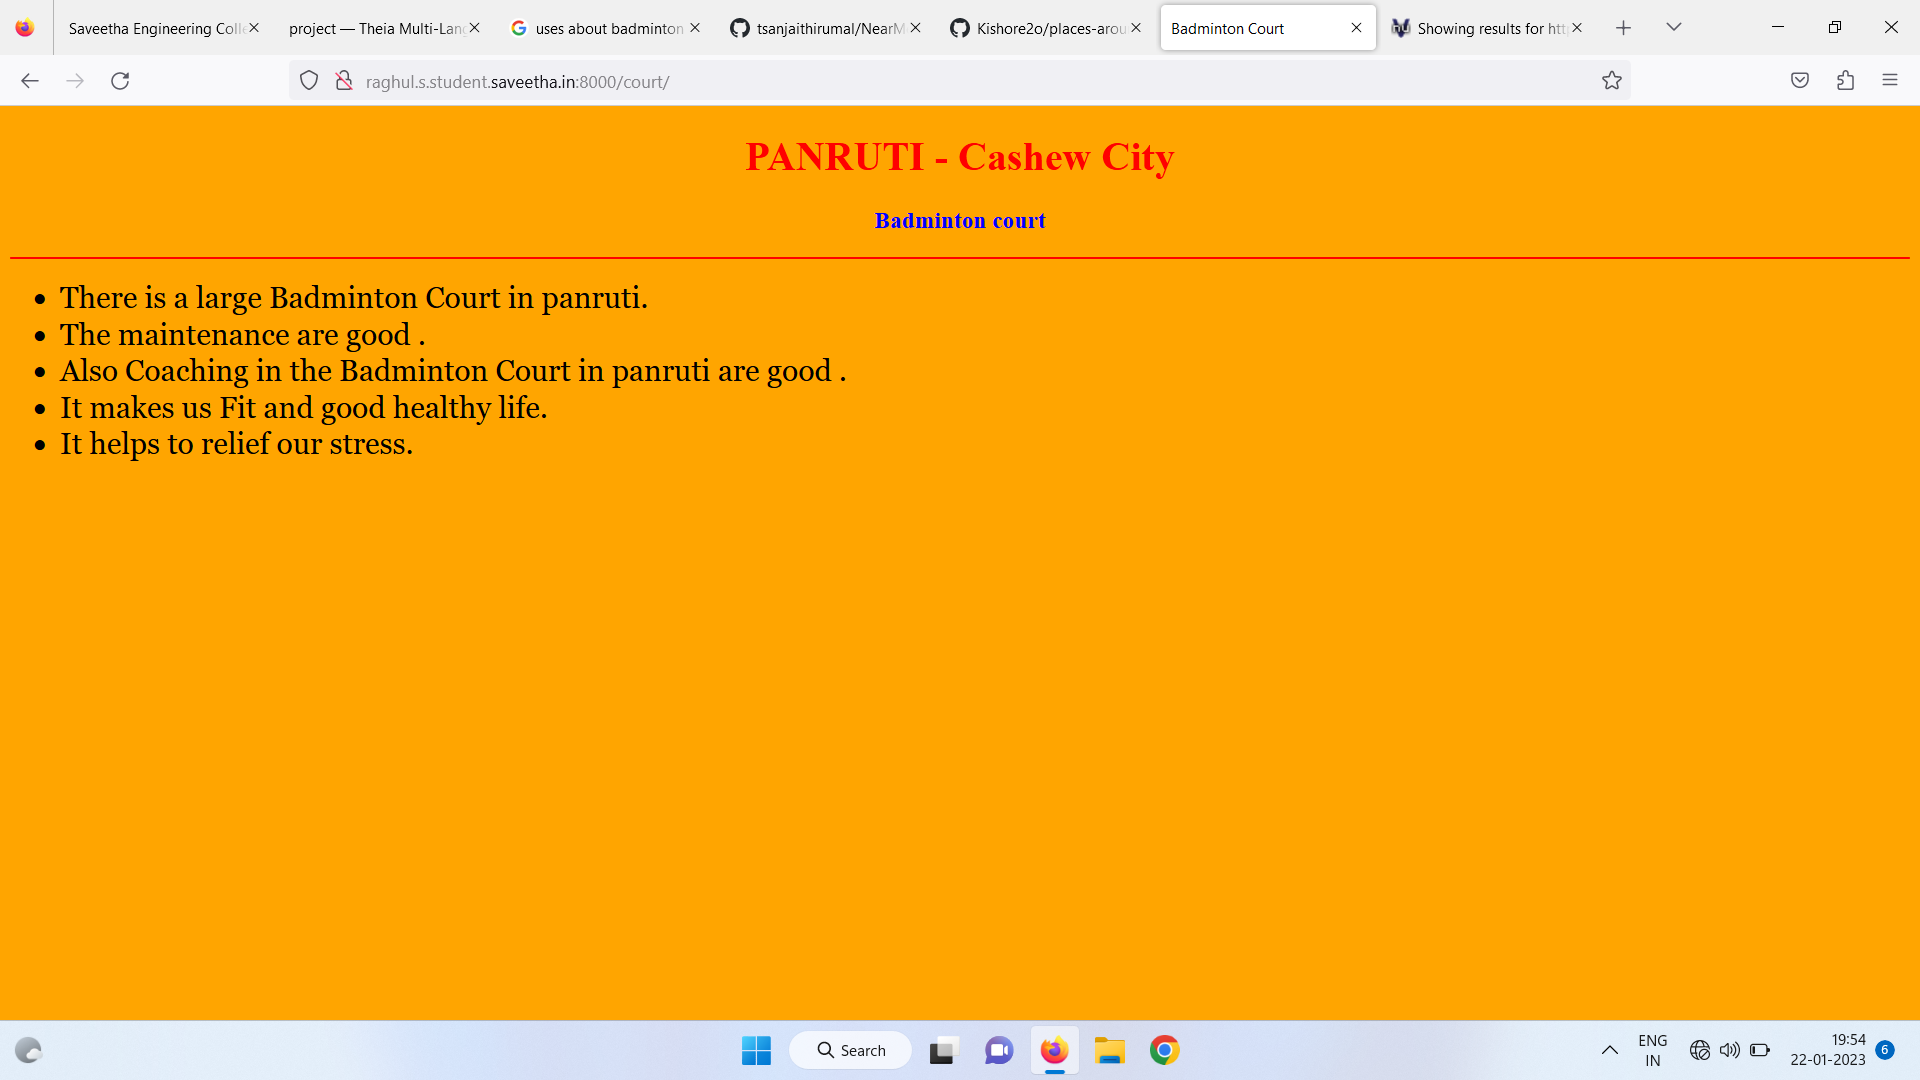 Saveetha Engineering Colle
project — Theia Multi-Lang
uses about badminton
tsanjaithirumal/NearM
Kishore2o/places-arou
Badminton Court
Showing results for htt
raghul.s.student.saveetha.in:8000/court/
PANRUTI - Cashew City
Badminton court
• There is a large Badminton Court in panruti.
• The maintenance are good .
• Also Coaching in the Badminton Court in panruti are good .
• It makes us Fit and good healthy life.
• It helps to relief our stress.
Search
ENG
IN
19:54
22-01-2023
6